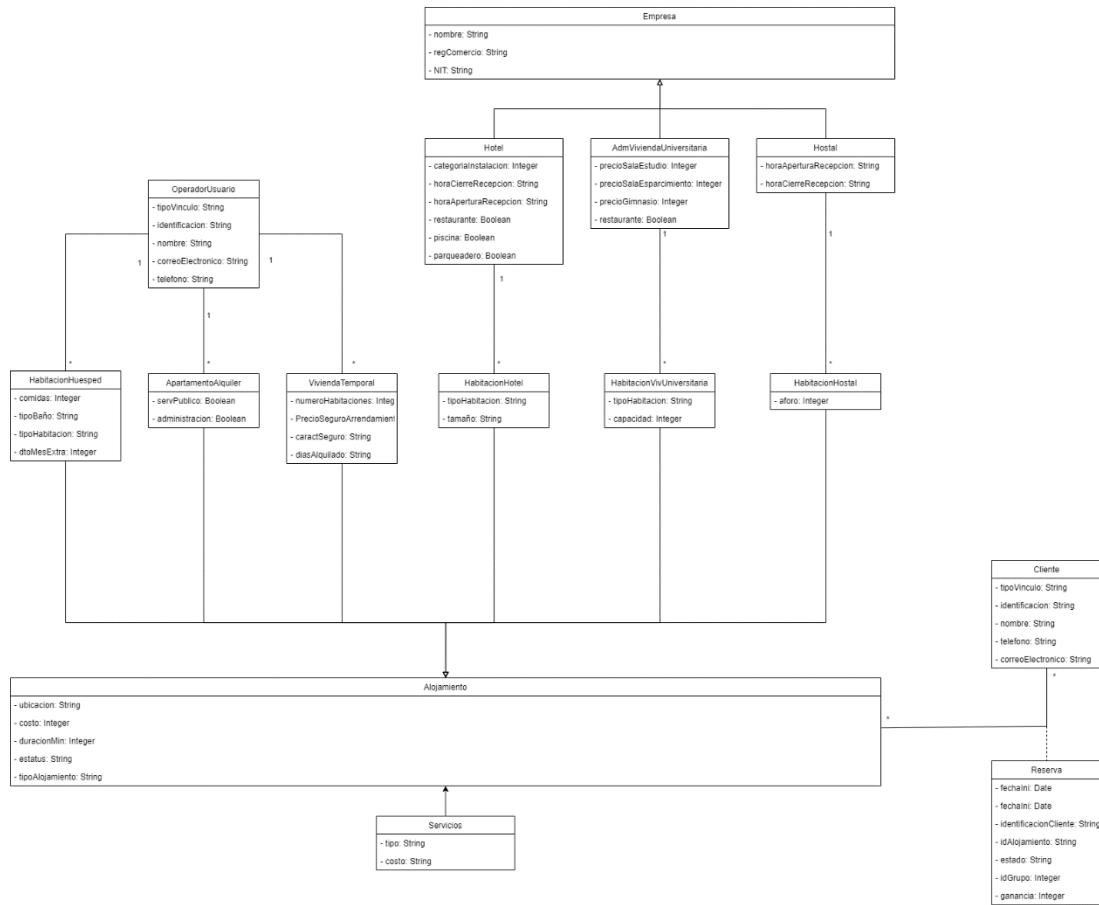 Empresa
- nombre: String
- regComercio: String
- NIT: String
Hotel
- categoriaInstalacion: Integer
- horaCierreRecepcion: String
- horaAperturaRecepcion: String
- restaurante: Boolean
- piscina: Boolean
- parqueadero: Boolean
1
AdmViviendaUniversitaria
- precioSalaEstudio: Integer
- precioSalaEsparcimiento: Integer
- precioGimnasio: Integer
- restaurante: Boolean
1
Hostal
- horaAperturaRecepcion: String
- horaCierreRecepcion: String
1
OperadorUsuario
- tipoVinculo: String
- identificacion: String
- nombre: String
- correoElectronico: String
- telefono: String
1
1
1
*
*
*
*
*
*
HabitacionHuesped
- comidas: Integer
- tipoBaño: String
- tipoHabitacion: String
- dtoMesExtra: Integer
ApartamentoAlquiler
- servPublico: Boolean
- administracion: Boolean
ViviendaTemporal
- numeroHabitaciones: Integ
- PrecioSeguroArrendamient
- caractSeguro: String
- diasAlquilado: String
HabitacionHotel
- tipoHabitacion: String
- tamaño: String
HabitacionVivUniversitaria
- tipoHabitacion: String
- capacidad: Integer
HabitacionHostal
- aforo: Integer
Cliente
- tipoVinculo: String
- identificacion: String
- nombre: String
- telefono: String
- correoElectronico: String
*
*
Alojamiento
- ubicacion: String
- costo: Integer
- duracionMin: Integer
- estatus: String
- tipoAlojamiento: String
Servicios
- tipo: String
- costo: String
Reserva
- fechaIni: Date
- fechaIni: Date
- identificacionCliente: String
- idAlojamiento: String
- estado: String
- idGrupo: Integer
- ganancia: Integer